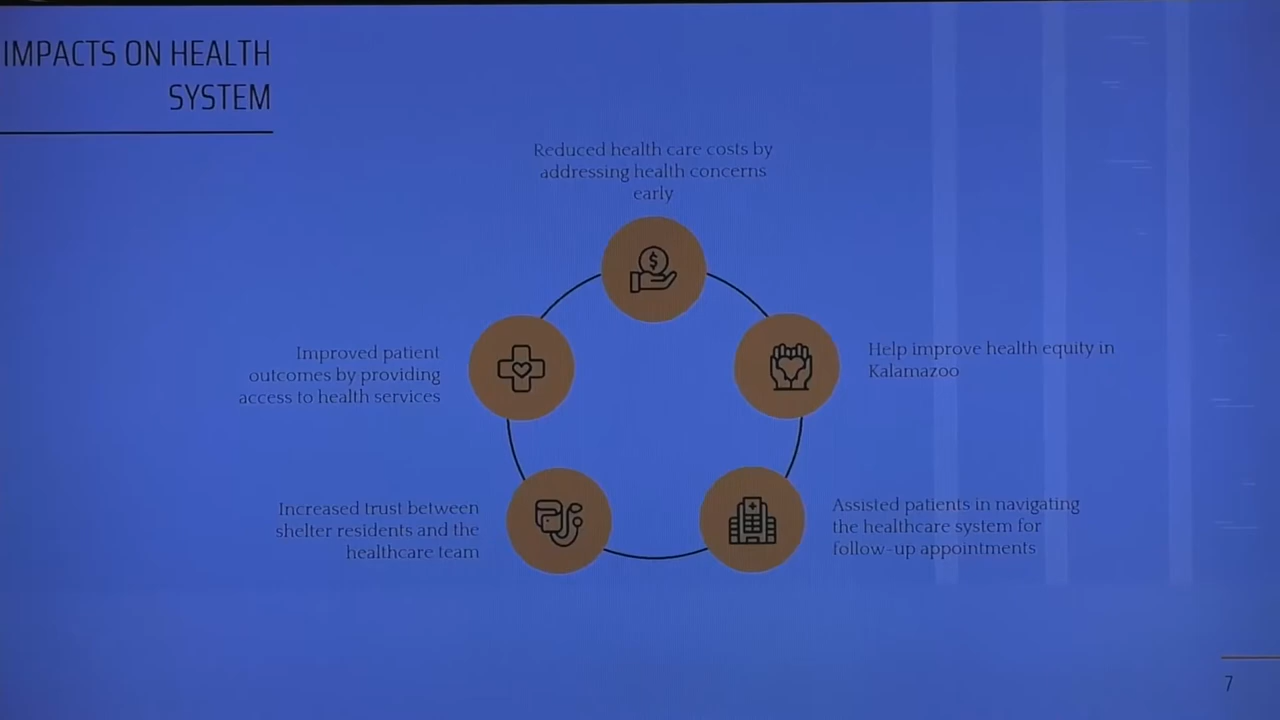 IMPACTS ON HEALTH
SYSTEM
Reduced health care costs by
addressing health concerns
early
$
Help improve health equity in
Kalamazoo
Assisted patients in navigating
the healthcare system for
follow-up appointments
Increased trust between
shelter residents and the
healthcare team
Improved patient
outcomes by providing
access to health services
7